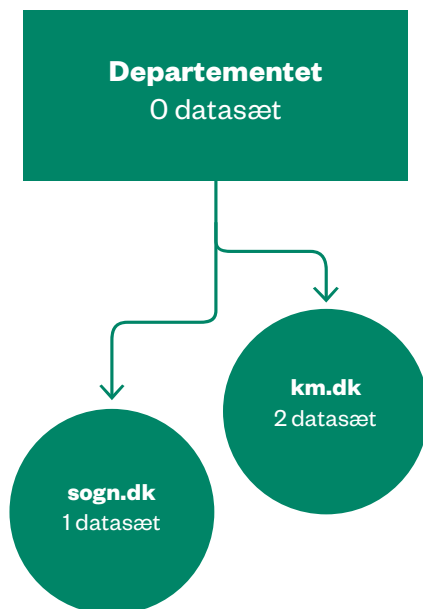 Departementet
0 datasæt
km.dk
2 datasæt
sogn.dk
1 datasæt